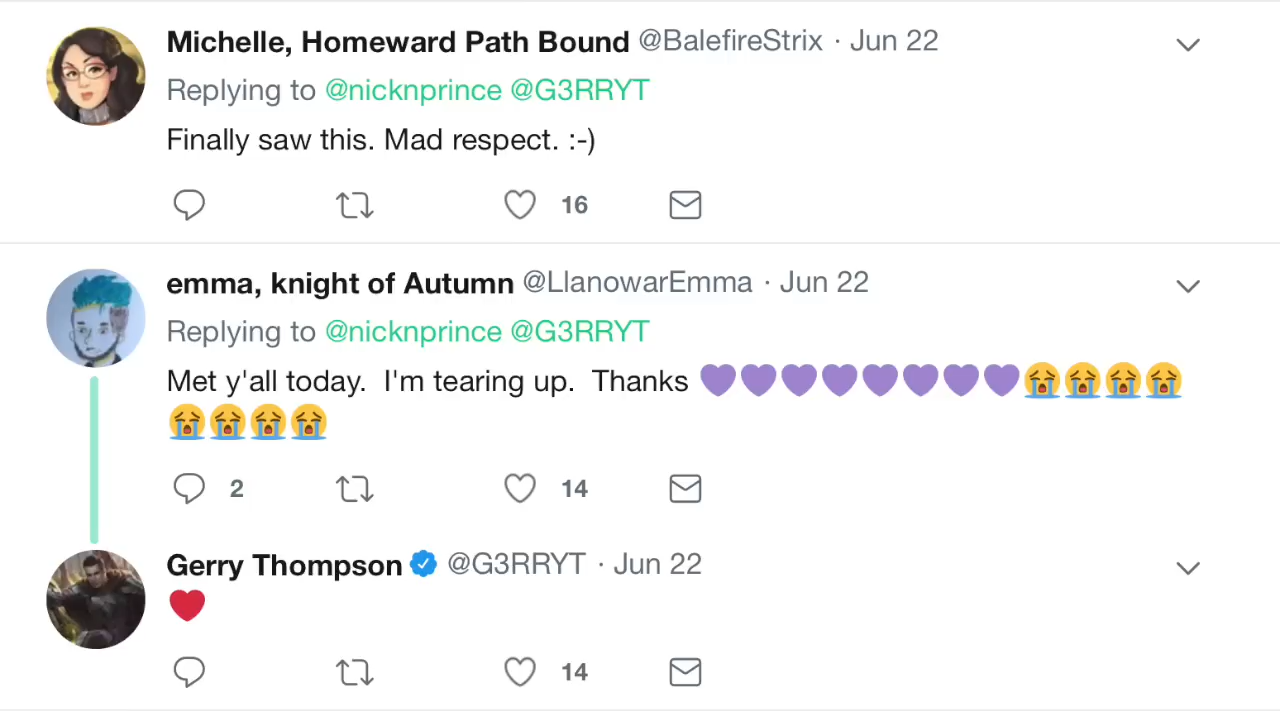 Michelle, Homeward Path Bound @BalefireStrix · Jun 22
Replying to @nicknprince @G3RRYT
Finally saw this. Mad respect. :-)
16
emma, knight of Autumn @LlanowarEmma · Jun 22
Replying to @nicknprince @G3RRYT
Met y'all today.  I'm tearing up.  Thanks 💜💜💜💜💜💜💜💜😭😭😭😭
😭😭😭😭
2 14
Gerry Thompson @G3RRYT · Jun 22
❤️
14